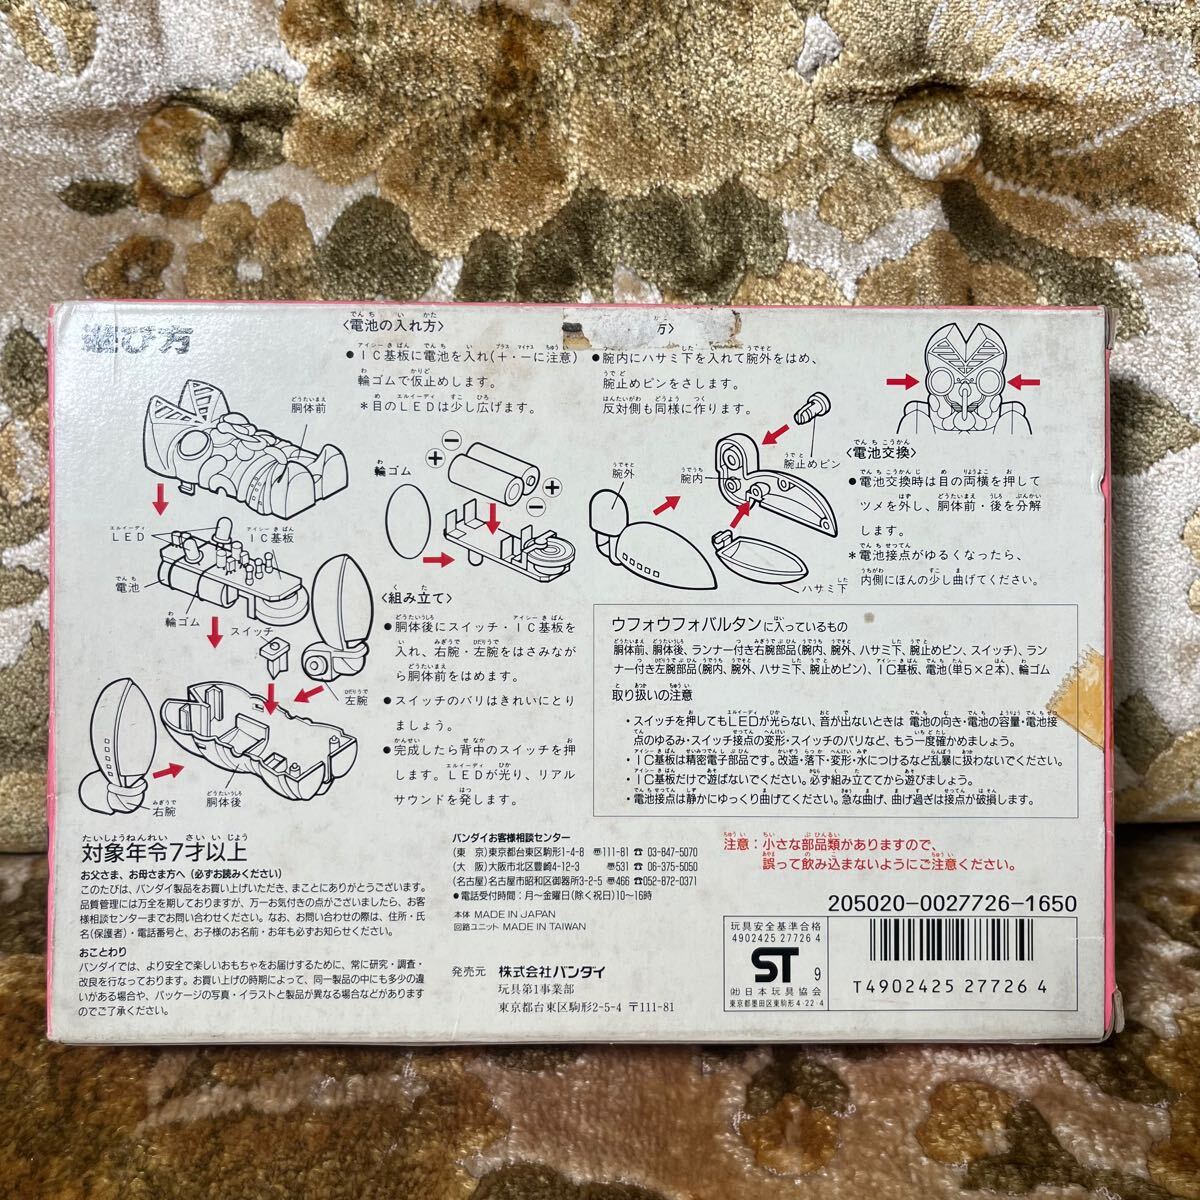 遊び方
〈電池の入れ方〉
●IC基板に電池を入れ(＋・－に注意)
輪ゴムで仮止めします。
＊目のLEDは少し広げます。
方〉
●腕内にハサミ下を入れて腕外をはめ、
腕止めピンをさします。
反対側も同様に作ります。
胴体前
LED
IC基板
電池
輪ゴム
スイッチ
左腕
右腕
胴体後
輪ゴム
腕外
腕内
腕止めピン
ハサミ下
〈組み立て〉
●胴体後にスイッチ・IC基板を
入れ、右腕・左腕をはさみなが
ら胴体前をはめます。
●スイッチのバリはきれいにとり
ましょう。
●完成したら背中のスイッチを押
します。LEDが光り、リアル
サウンドを発します。
〈電池交換〉
●電池交換時は目の両横を押して
ツメを外し、胴体前・後を分解
します。
＊電池接点がゆるくなったら、
内側にほんの少し曲げてください。
ウフォウフォバルタンに入っているもの
胴体前、胴体後、ランナー付き右腕部品(腕内、腕外、ハサミ下、腕止めピン、スイッチ)、ラン
ナー付き左腕部品(腕内、腕外、ハサミ下、腕止めピン)、IC基板、電池(単5×2本)、輪ゴム
取り扱いの注意
・スイッチを押してもLEDが光らない、音が出ないときは 電池の向き・電池の容量・電池接
点のゆるみ・スイッチ接点の変形・スイッチのバリなど、もう一度確かめましょう。
・IC基板は精密電子部品です。改造・落下・変形・水につけるなど乱暴に扱わないでください。
・IC基板だけで遊ばないでください。必ず組み立ててから遊びましょう。
・電池接点は静かにゆっくり曲げてください。急な曲げ、曲げ過ぎは接点が破損します。
対象年令7才以上
お父さま、お母さま方へ(必ずお読みください)
このたびは、バンダイ製品をお買い上げいただき、まことにありがとうございます。
品質管理には万全を期しておりますが、万一お気付きの点がございましたら、お客
様相談センターまでお問い合わせください。なお、お問い合わせの際は、住所・氏
名(保護者)・電話番号と、お子様のお名前・お年も必ずお知らせください。
おことわり
バンダイでは、より安全で楽しいおもちゃをお届けするために、常に研究・調査・
改良を行なっております。お買い上げの時期によって、同一製品の中にも多少の違
いがある場合や、パッケージの写真・イラストと製品が異なる場合などがあります
のでご了承ください。
バンダイお客様相談センター
(東 京)東京都台東区駒形1-4-8 〒111-81 ☎03-847-5070
(大 阪)大阪市北区豊崎4-12-3 〒531 ☎06-375-5050
(名古屋)名古屋市昭和区御器所3-2-5 〒466 ☎052-872-0371
●電話受付時間：月～金曜日(除く祝日)10～16時
本体 MADE IN JAPAN
回路ユニット MADE IN TAIWAN
発売元 株式会社バンダイ
玩具第1事業部
東京都台東区駒形2-5-4 〒111-81
注意：小さな部品類がありますので、
誤って飲み込まないようにご注意ください。
205020-0027726-1650
玩具安全基準合格
4902425 27726 4
ST 9
(社)日本玩具協会
東京都墨田区東駒形4-22-4
T4902425 27726 4